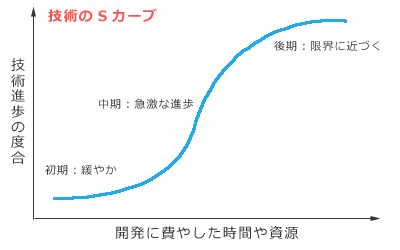 技術のSカーブ
後期：限界に近づく
中期：急激な進歩
初期：緩やか
技術進歩の度合
開発に費やした時間や資源